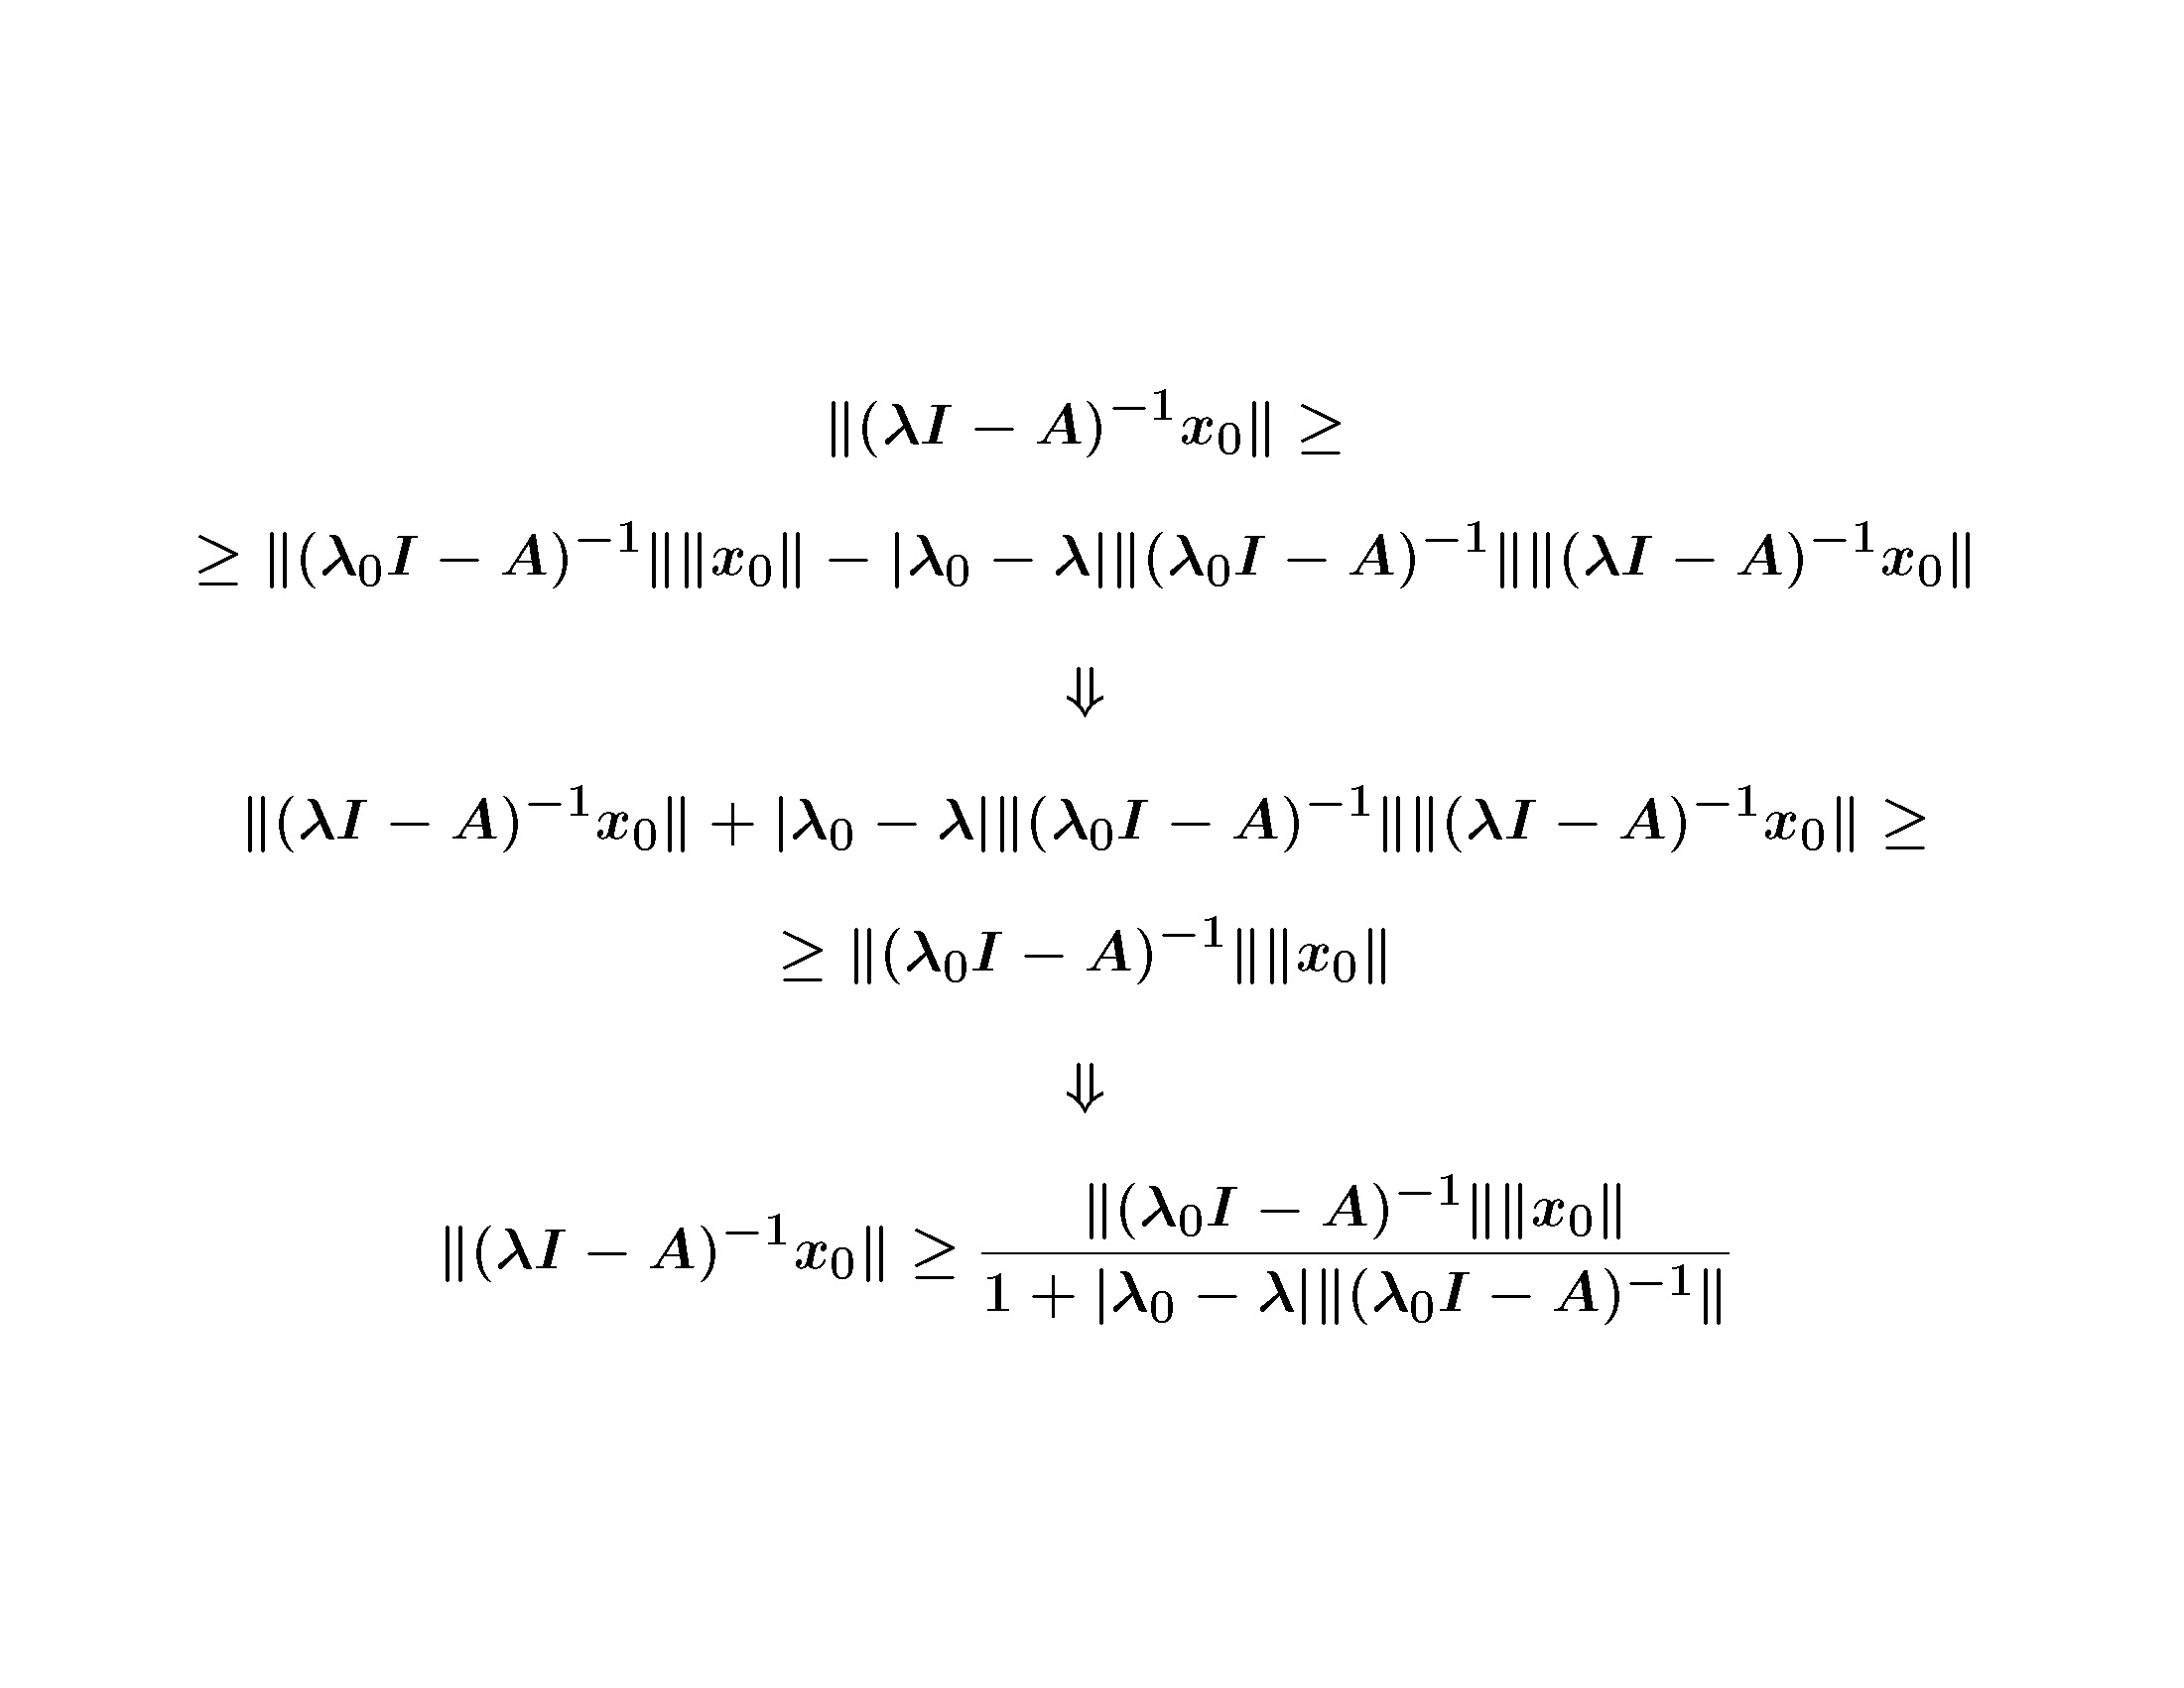 ‖(λI − A)⁻¹x₀‖ ≥
≥ ‖(λ₀I − A)⁻¹‖‖x₀‖ − |λ₀ − λ|‖(λ₀I − A)⁻¹‖‖(λI − A)⁻¹x₀‖
⇓
‖(λI − A)⁻¹x₀‖ + |λ₀ − λ|‖(λ₀I − A)⁻¹‖‖(λI − A)⁻¹x₀‖ ≥
≥ ‖(λ₀I − A)⁻¹‖‖x₀‖
⇓
‖(λI − A)⁻¹x₀‖ ≥ \frac{‖(λ₀I − A)⁻¹‖‖x₀‖}{1 + |λ₀ − λ|‖(λ₀I − A)⁻¹‖}